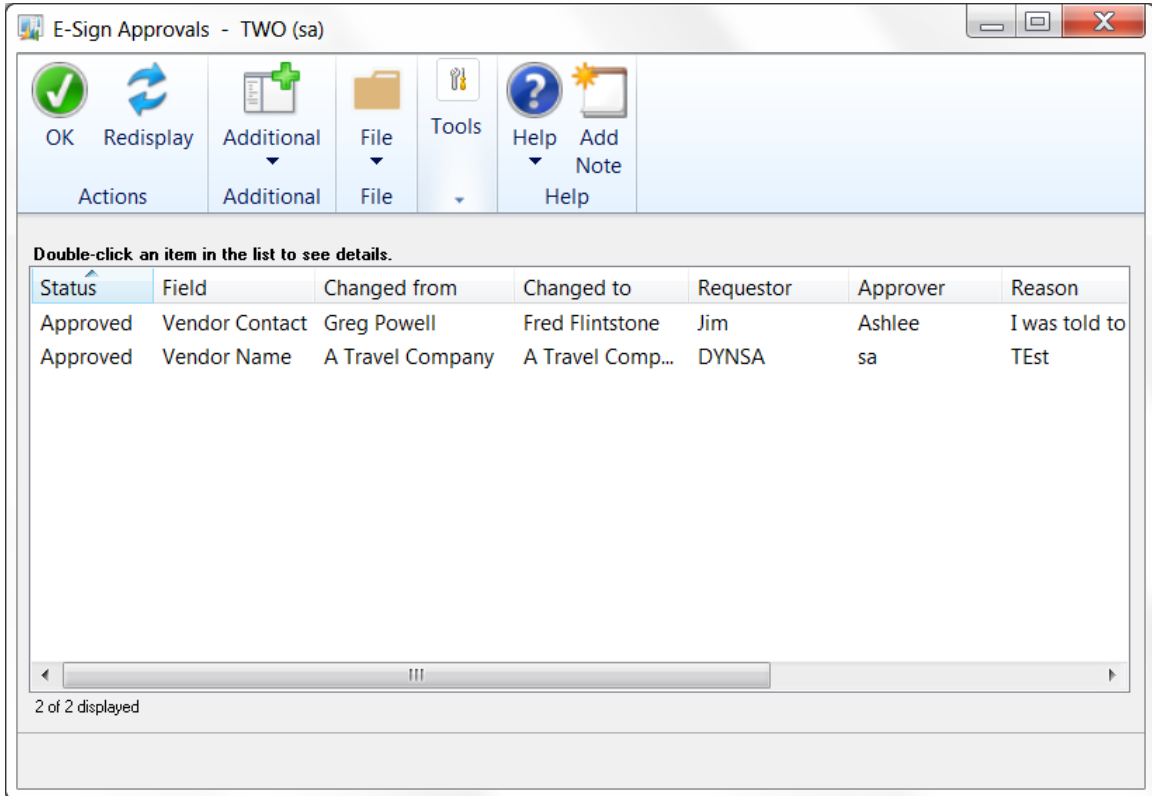 E-Sign Approvals - TWO (sa)
OK Redisplay Additional File Tools Help Add Note
Actions Additional File Help
Double-click an item in the list to see details.
Status Field Changed from Changed to Requestor Approver Reason
Approved Vendor Contact Greg Powell Fred Flintstone Jim Ashlee I was told to
Approved Vendor Name A Travel Company A Travel Comp... DYNSA sa TEst
2 of 2 displayed